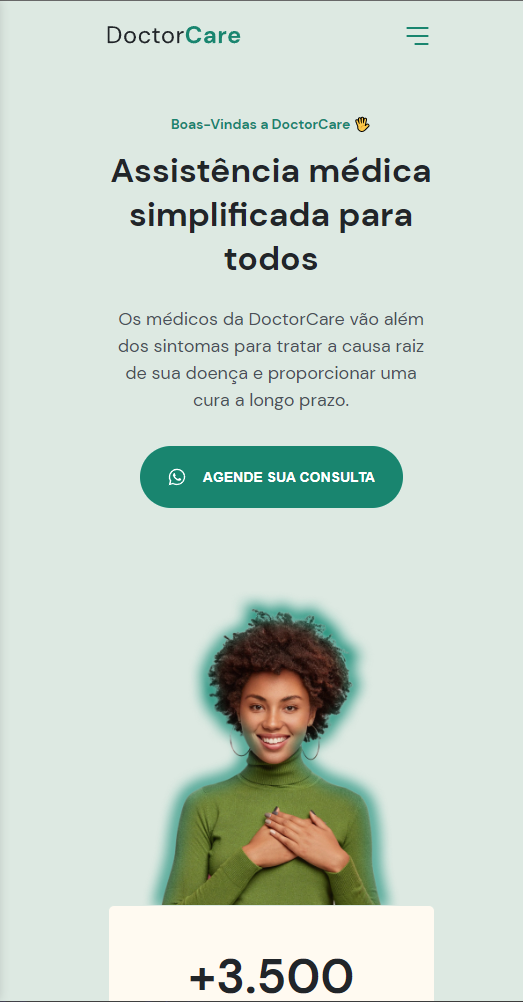 DoctorCare
Boas-Vindas a DoctorCare 🖐
Assistência médica
simplificada para
todos
Os médicos da DoctorCare vão além
dos sintomas para tratar a causa raiz
de sua doença e proporcionar uma
cura a longo prazo.
AGENDE SUA CONSULTA
+3.500